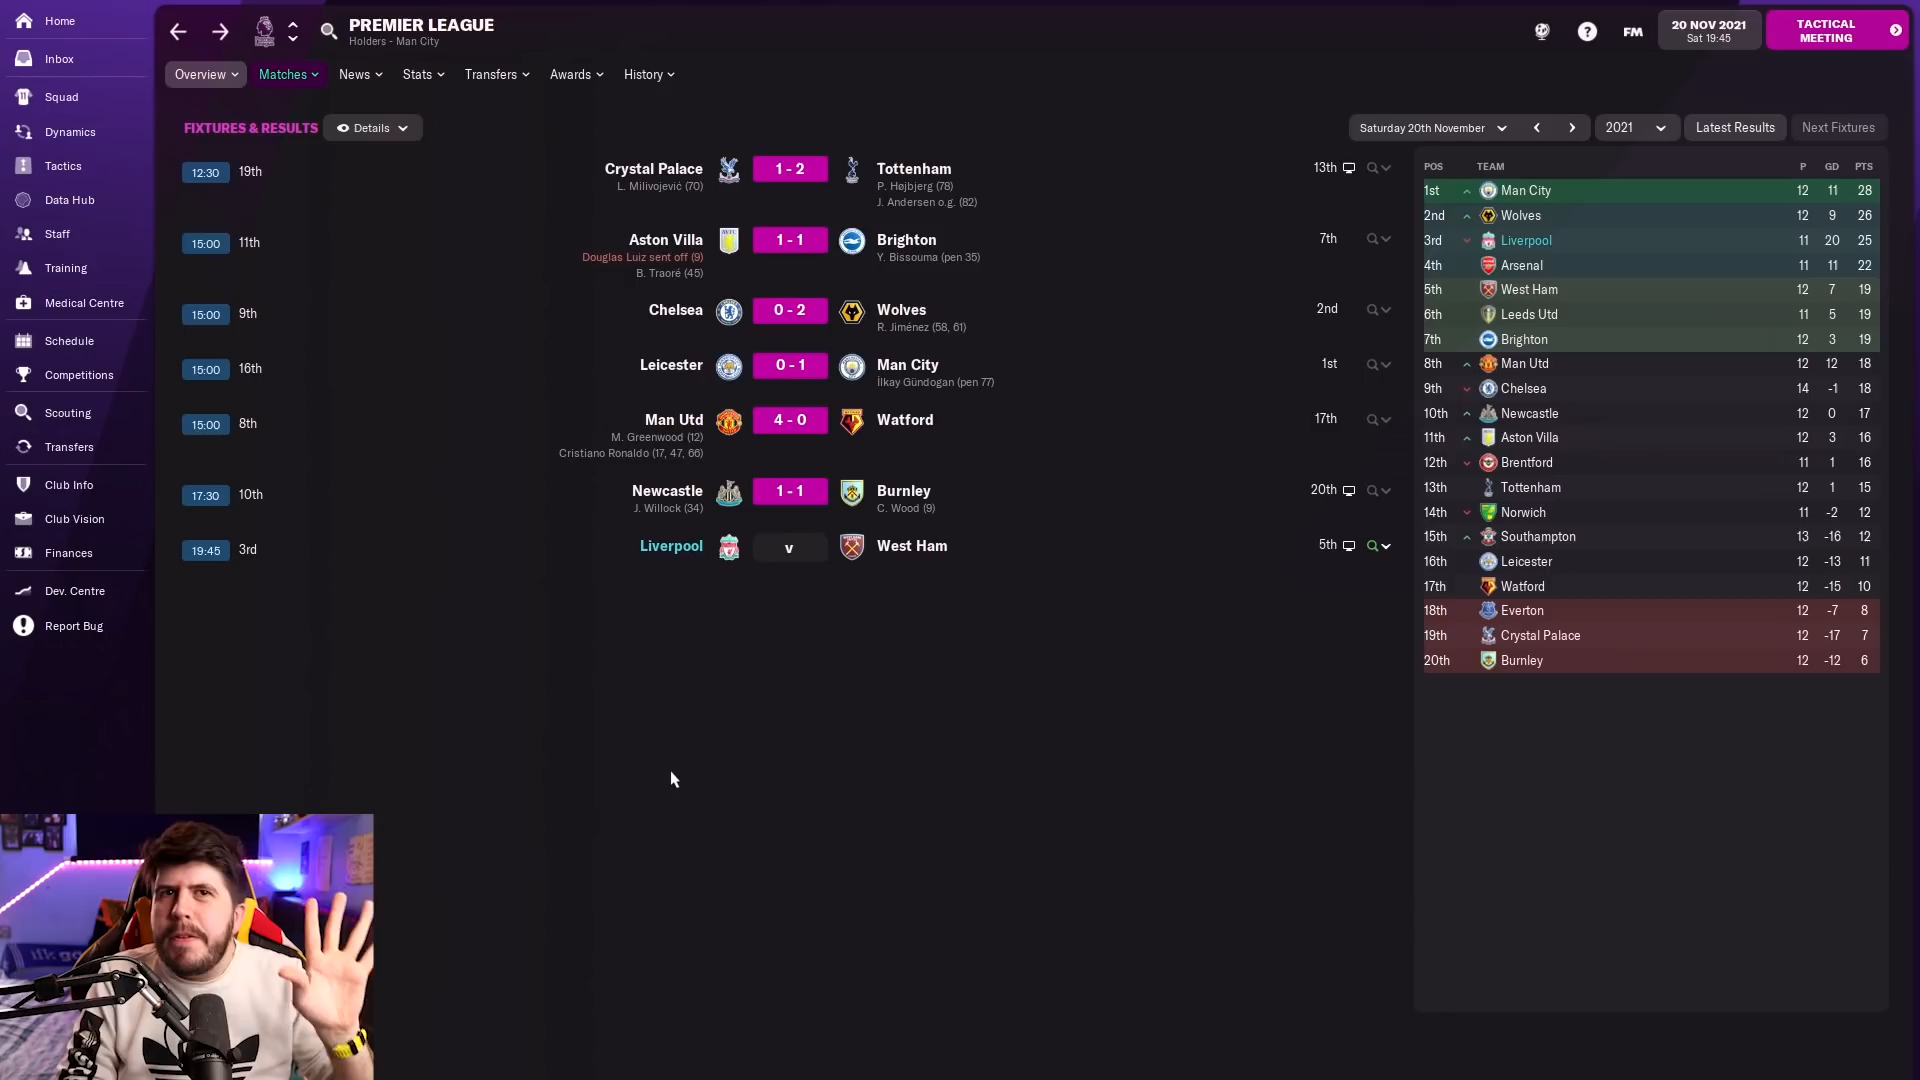 Home
Inbox
Squad
Dynamics
Tactics
Data Hub
Staff
Training
Medical Centre
Schedule
Competitions
Scouting
Transfers
Club Info
Club Vision
Finances
Dev. Centre
Report Bug
PREMIER LEAGUE
Holders - Man City
FM
20 NOV 2021
Sat 19:45
TACTICAL
MEETING
Overview Matches News Stats Transfers Awards History
FIXTURES & RESULTS Details
Saturday 20th November 2021 Latest Results Next Fixtures
12:30 19th Crystal Palace 1 - 2 Tottenham 13th
L. Milivojević (70) P. Højbjerg (78)
J. Andersen o.g. (82)
15:00 11th Aston Villa 1 - 1 Brighton 7th
Douglas Luiz sent off (9) Y. Bissouma (pen 35)
B. Traoré (45)
15:00 9th Chelsea 0 - 2 Wolves 2nd
R. Jiménez (58, 61)
15:00 16th Leicester 0 - 1 Man City 1st
İlkay Gündogan (pen 77)
15:00 8th Man Utd 4 - 0 Watford 17th
M. Greenwood (12)
Cristiano Ronaldo (17, 47, 66)
17:30 10th Newcastle 1 - 1 Burnley 20th
J. Willock (34) C. Wood (9)
19:45 3rd Liverpool v West Ham 5th
POS TEAM P GD PTS
1st Man City 12 11 28
2nd Wolves 12 9 26
3rd Liverpool 11 20 25
4th Arsenal 11 11 22
5th West Ham 12 7 19
6th Leeds Utd 11 5 19
7th Brighton 12 3 19
8th Man Utd 12 12 18
9th Chelsea 14 -1 18
10th Newcastle 12 0 17
11th Aston Villa 12 3 16
12th Brentford 11 1 16
13th Tottenham 12 1 15
14th Norwich 11 -2 12
15th Southampton 13 -16 12
16th Leicester 12 -13 11
17th Watford 12 -15 10
18th Everton 12 -7 8
19th Crystal Palace 12 -17 7
20th Burnley 12 -12 6